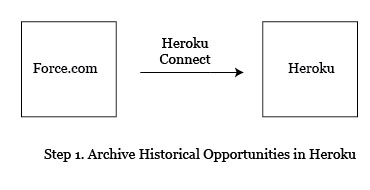 Heroku
Connect
Force.com
Heroku
Step 1. Archive Historical Opportunities in Heroku